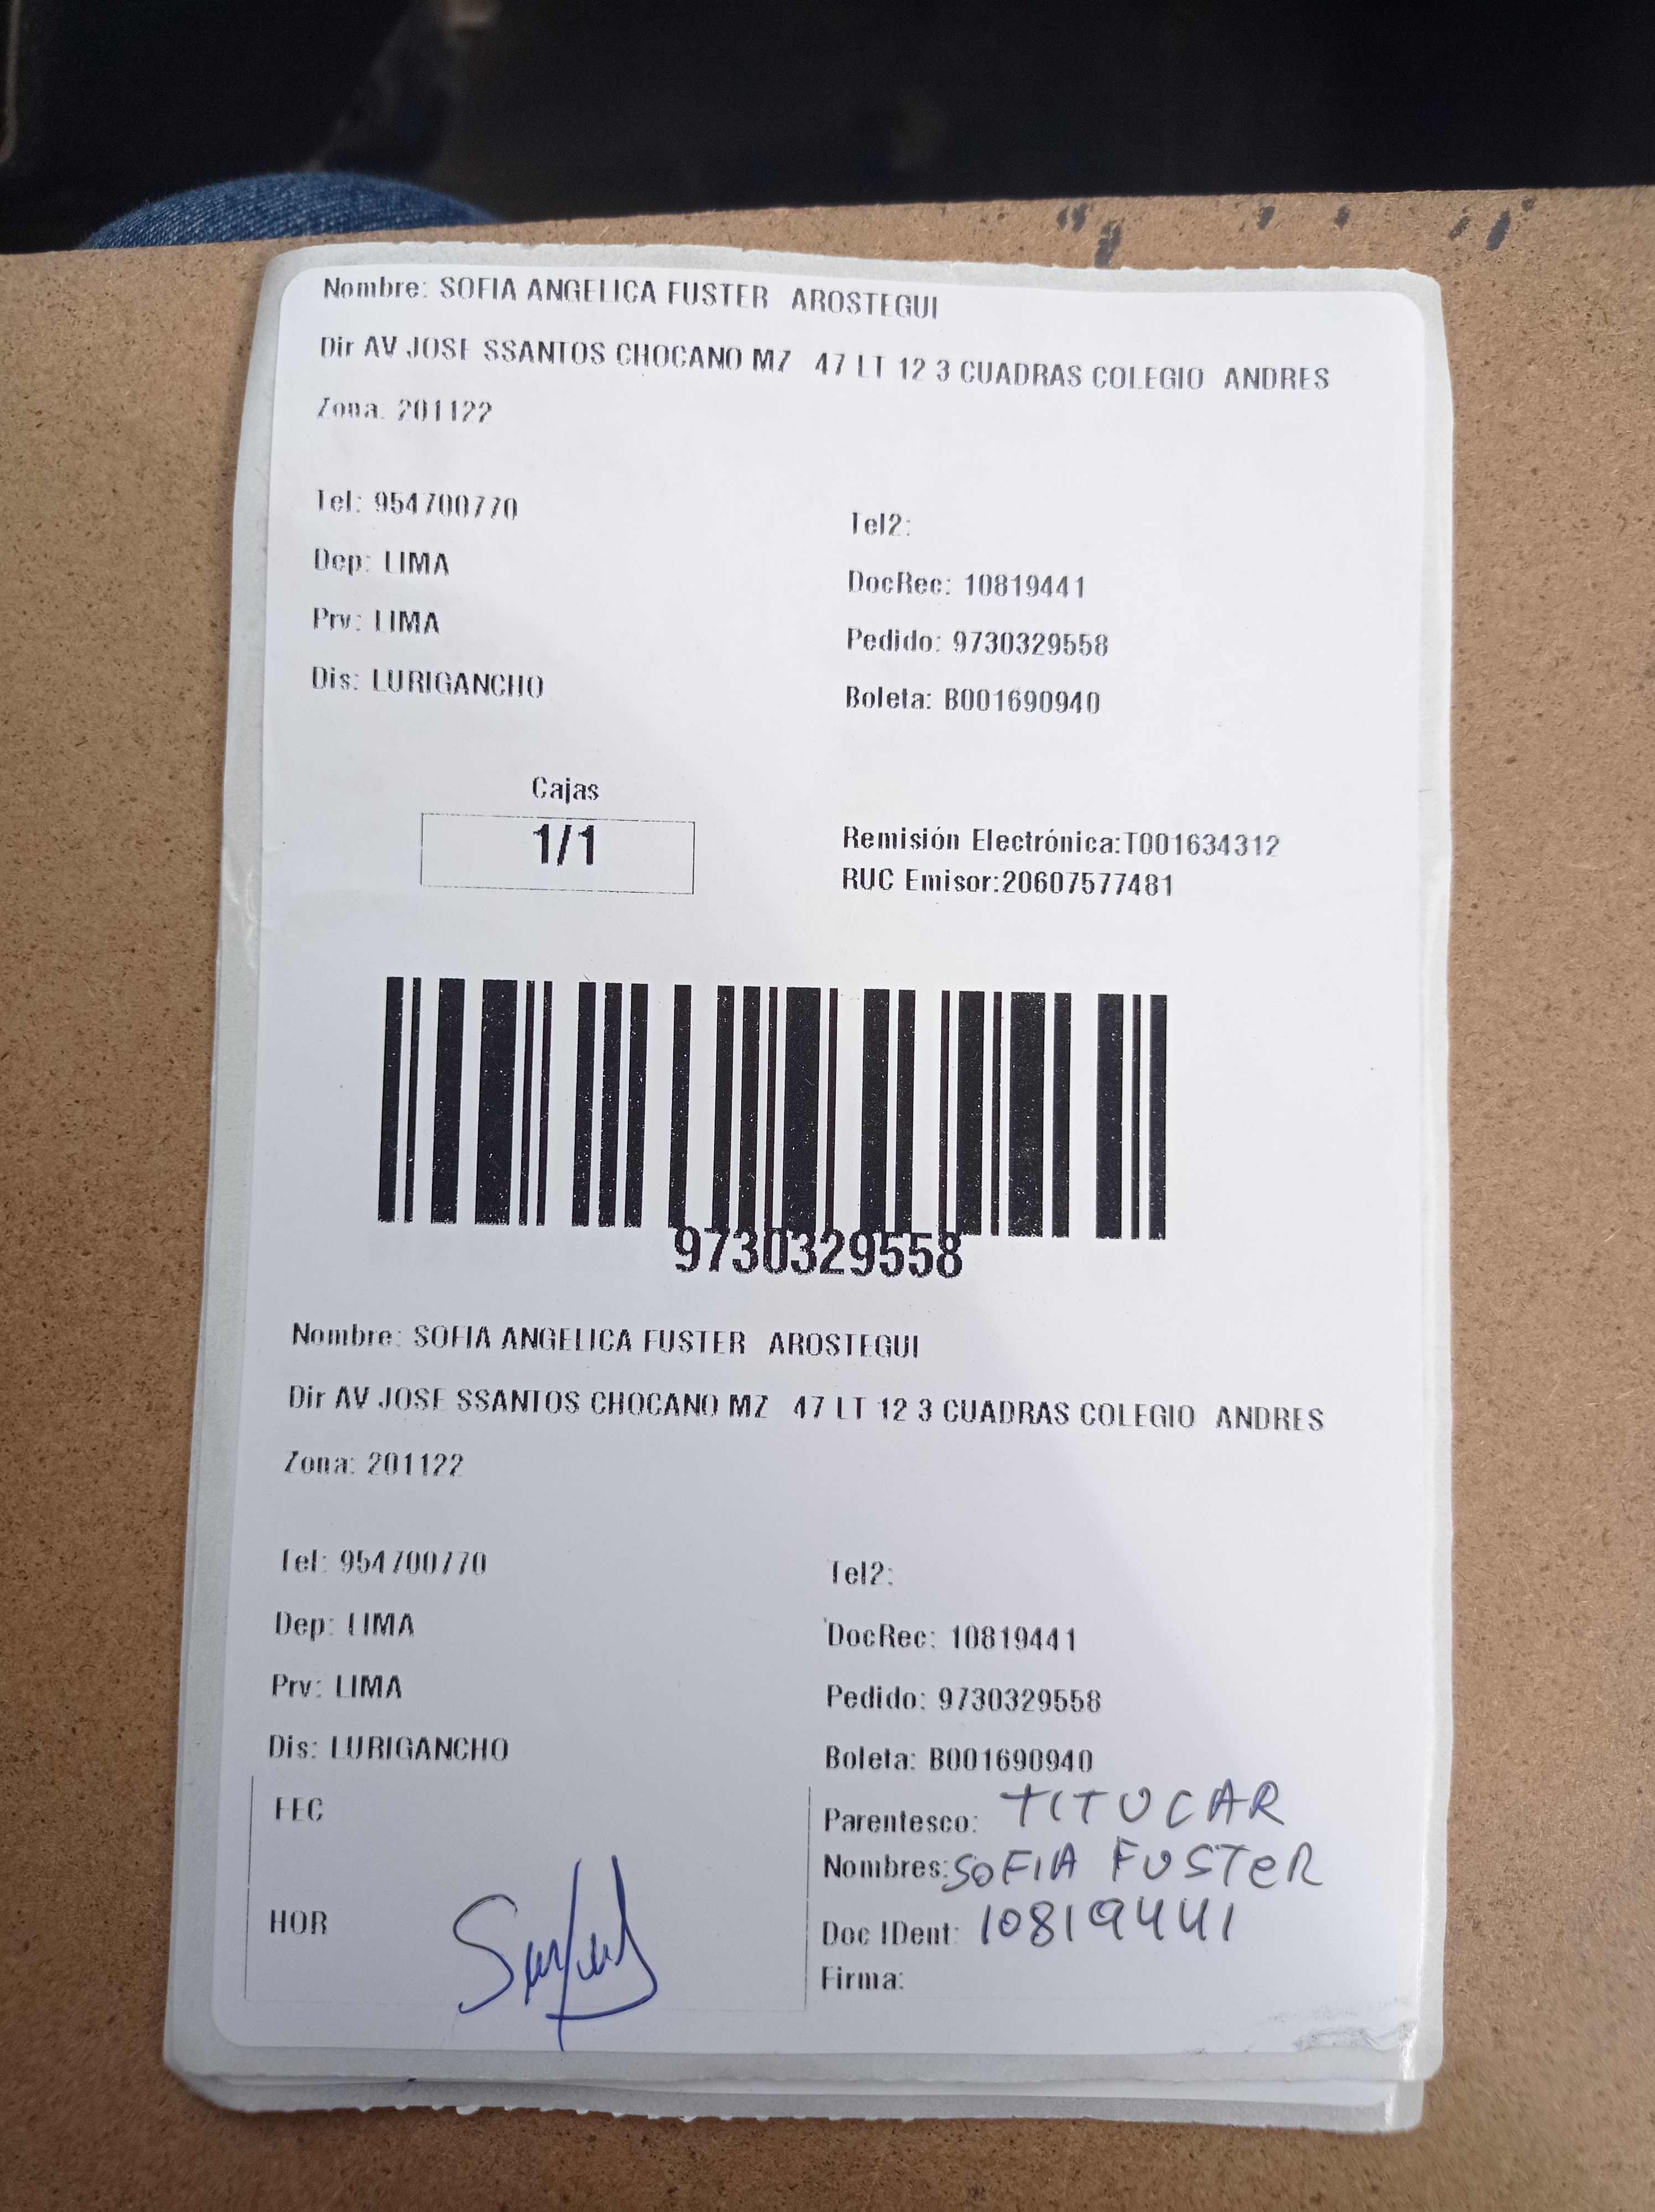 Nombre: SOFIA ANGELICA FUSTER AROSTEGUI
Dir AV JOSE SSANTOS CHOCANO MZ 47 LT 12 3 CUADRAS COLEGIO ANDRES
Zona: 201122
Tel: 954700770
Tel2:
Dep: LIMA
DocRec: 10819441
Prv: LIMA
Pedido: 9730329558
Dis: LURIGANCHO
Boleta: B001690940
Cajas
1/1
Remisión Electrónica:T001634312
RUC Emisor:20607577481
9730329558
Nombre: SOFIA ANGELICA FUSTER AROSTEGUI
Dir AV JOSE SSANTOS CHOCANO MZ 47 LT 12 3 CUADRAS COLEGIO ANDRES
Zona: 201122
Tel: 954700770
Tel2:
Dep: LIMA
DocRec: 10819441
Prv: LIMA
Pedido: 9730329558
Dis: LURIGANCHO
Boleta: B001690940
FEC
Parentesco: TITUCAR
Nombres: SOFIA FUSTER
HOR
Doc IDent: 10819441
Firma: